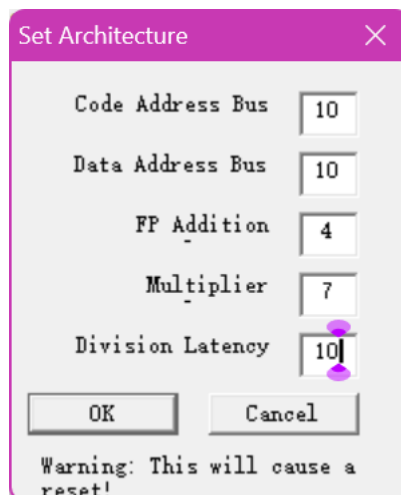 Set Architecture
Code Address Bus 10
Data Address Bus 10
FP Addition 4
Multiplier 7
Division Latency 10
OK Cancel
Warning: This will cause a
reset!